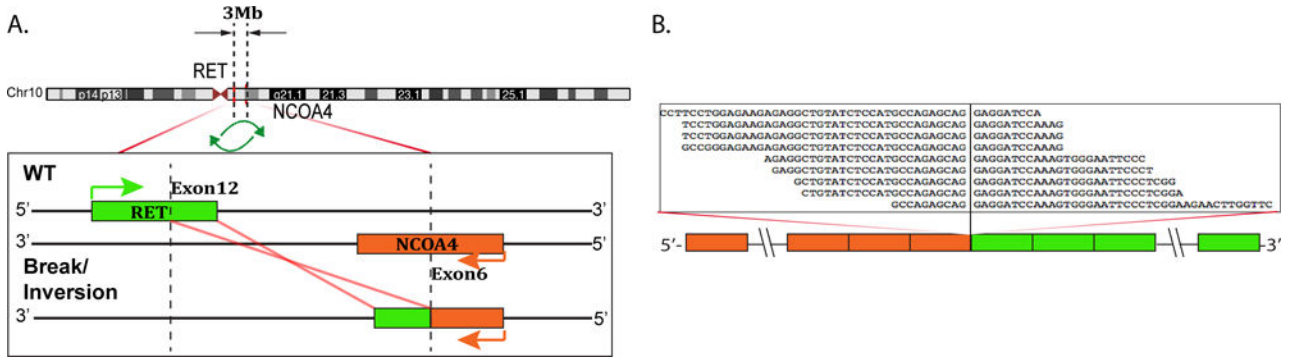 A.
3Mb
RET
Chr10
p14 p13
q21.1 21.3 23.1 25.1
NCOA4
WT
Exon12
5' RET 3'
3' NCOA4 5'
Exon6
Break/
Inversion
3' 5'
B.
CCTTCCTGGAGAAGAGAGGCTGTATCTCCATGCCAGAGCAG GAGGATCCA
TCCTGGAGAAGAGAGGCTGTATCTCCATGCCAGAGCAG GAGGATCCAAAG
TCTGGAGAAGAGAGGCTGTATCTCCATGCCAGAGCAG GAGGATCCAAAG
GCCGGGAGAAGAGAGGCTGTATCTCCATGCCAGAGCAG GAGGATCCAAAG
AGAGGCTGTATCTCCATGCCAGAGCAG GAGGATCCAAAGTGGGAATTCCC
GAGGCTGTATCTCCATGCCAGAGCAG GAGGATCCAAAGTGGGAATTCCCT
GCTGTATCTCCATGCCAGAGCAG GAGGATCCAAAGTGGGAATTCCCTCGG
CTGTATCTCCATGCCAGAGCAG GAGGATCCAAAGTGGGAATTCCCTCGGA
GCCAGAGCAG GAGGATCCAAAGTGGGAATTCCCTCGGAAGAACTTGGTTC
5'- -3'